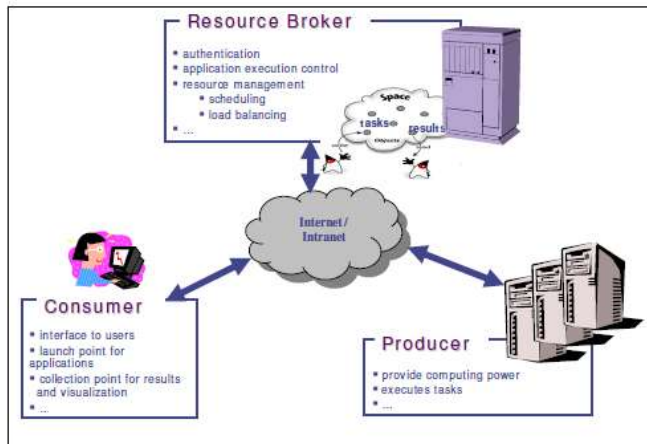 Resource Broker
▪ authentication
▪ application execution control
▪ resource management
▪ scheduling
▪ load balancing
▪ ...
Space
tasks
results
Objects
Internet/
Intranet
Consumer
▪ interface to users
▪ launch point for
applications
▪ collection point for results
and visualization
▪ ...
Producer
▪ provide computing power
▪ executes tasks
▪ ...